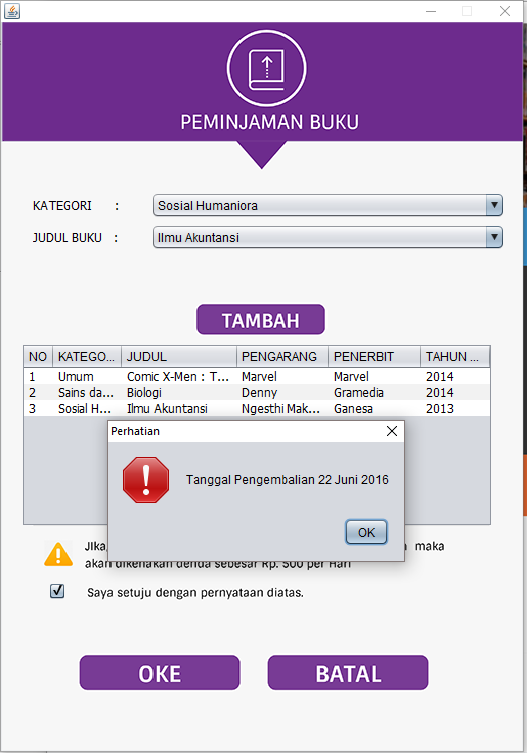 PEMINJAMAN BUKU
KATEGORI : Sosial Humaniora
JUDUL BUKU : Ilmu Akuntansi
TAMBAH
NO KATEGO... JUDUL PENGARANG PENERBIT TAHUN ...
1 Umum Comic X-Men : T... Marvel Marvel 2014
2 Sains da... Biologi Denny Gramedia 2014
3 Sosial H... Ilmu Akuntansi Ngesthi Mak... Ganesa 2013
Perhatian
Tanggal Pengembalian 22 Juni 2016
OK
maka
akan dikenakan denda sebesar Rp. 500 per Hari
Saya setuju dengan pernyataan diatas.
OKE BATAL